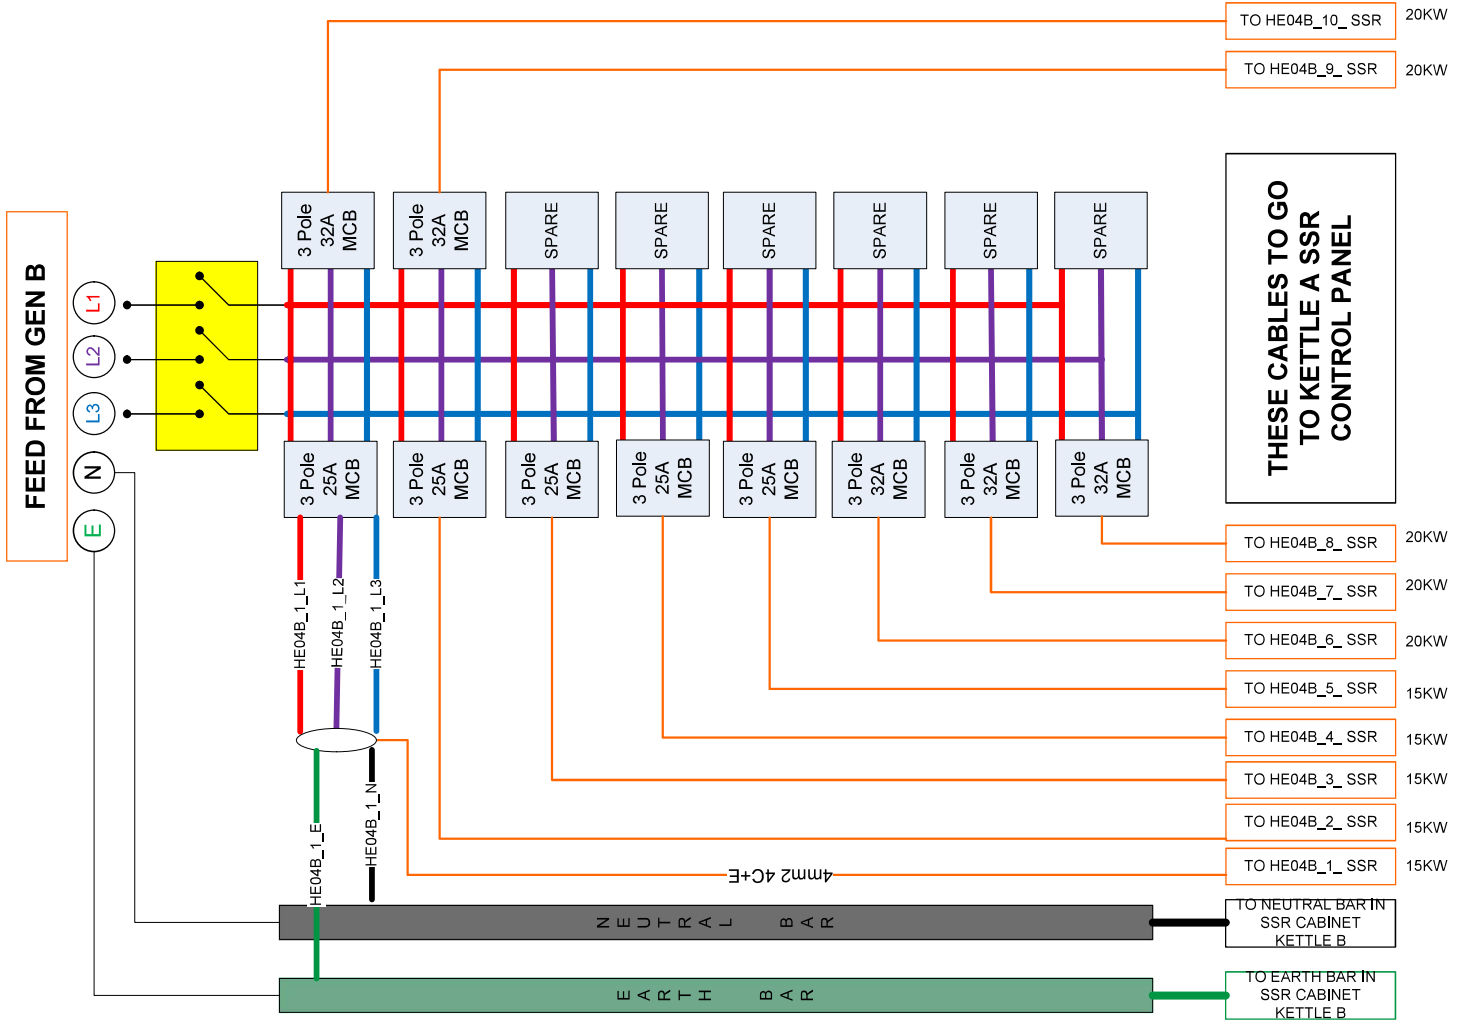 TO HE04B_10_ SSR
20KW
TO HE04B_9_ SSR
20KW
FEED FROM GEN B
L1
L2
L3
N
E
3 Pole
32A
MCB
3 Pole
32A
MCB
SPARE
SPARE
SPARE
SPARE
SPARE
SPARE
THESE CABLES TO GO
TO KETTLE A SSR
CONTROL PANEL
3 Pole
25A
MCB
3 Pole
25A
MCB
3 Pole
25A
MCB
3 Pole
25A
MCB
3 Pole
25A
MCB
3 Pole
32A
MCB
3 Pole
32A
MCB
3 Pole
32A
MCB
TO HE04B_8_ SSR
20KW
TO HE04B_7_ SSR
20KW
TO HE04B_6_ SSR
20KW
TO HE04B_5_ SSR
15KW
TO HE04B_4_ SSR
15KW
TO HE04B_3_ SSR
15KW
TO HE04B_2_ SSR
15KW
TO HE04B_1_ SSR
15KW
HE04B_1_L1
HE04B_1_L2
HE04B_1_L3
HE04B_1_E
HE04B_1_N
4mm2 4C+E
NEUTRAL BAR
TO NEUTRAL BAR IN
SSR CABINET
KETTLE B
EARTH BAR
TO EARTH BAR IN
SSR CABINET
KETTLE B